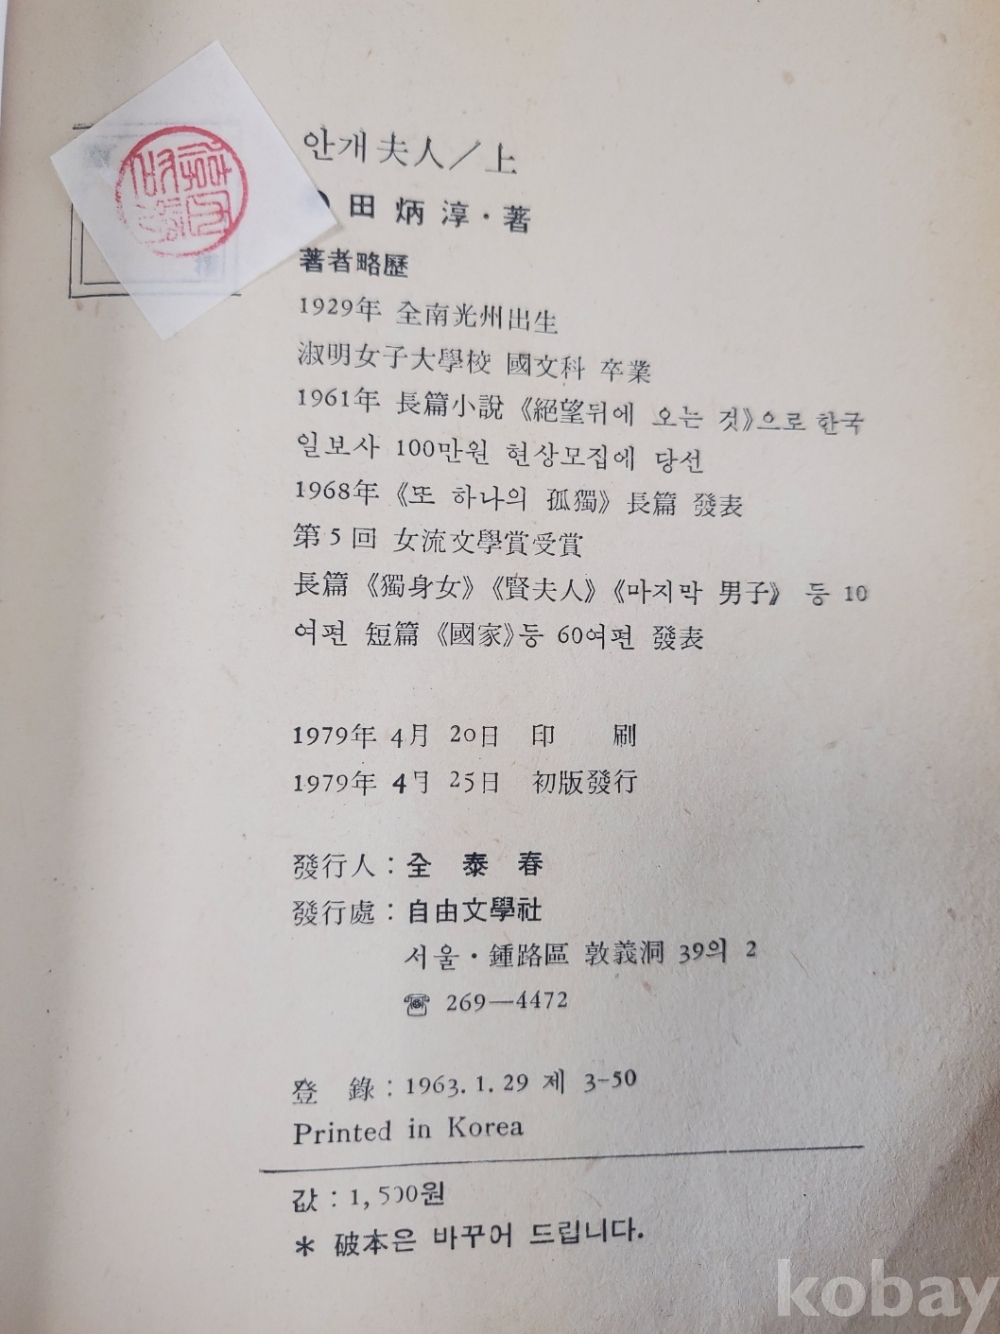 안개 夫人／上
田 炳 淳 · 著
著者略歷
1929年 全南光州出生
淑明女子大學校 國文科 卒業
1961年 長篇小說 《絕望뒤에 오는 것》으로 한국
일보사 100만원 현상모집에 당선
1968年 《또 하나의 孤獨》 長篇 發表
第5回 女流文學賞受賞
長篇 《獨身女》 《賢夫人》 《마지막 男子》 등 10
여편 短篇 《國家》등 60여편 發表
1979年 4月 20日 印 刷
1979年 4月 25日 初版發行
發行人 : 全 泰 春
發行處 : 自由文學社
서울 · 鍾路區 敦義洞 39의 2
☎ 269—4472
登 錄 : 1963. 1. 29 제 3-50
Printed in Korea
값 : 1,500원
* 破本은 바꾸어 드립니다.
kobay